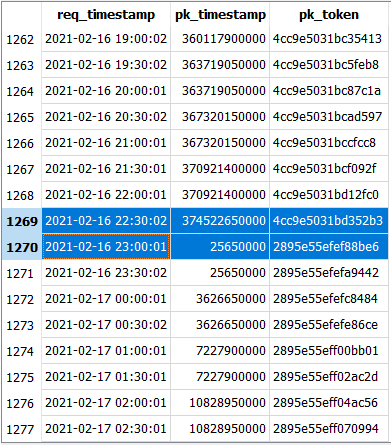 req_timestamp pk_timestamp pk_token
1262 2021-02-16 19:00:02 360117900000 4cc9e5031bc35413
1263 2021-02-16 19:30:02 363719050000 4cc9e5031bc5feb8
1264 2021-02-16 20:00:01 363719050000 4cc9e5031bc87c1a
1265 2021-02-16 20:30:02 367320150000 4cc9e5031bcad597
1266 2021-02-16 21:00:01 367320150000 4cc9e5031bccfcc8
1267 2021-02-16 21:30:01 370921400000 4cc9e5031bcf092f
1268 2021-02-16 22:00:01 370921400000 4cc9e5031bd12fc0
1269 2021-02-16 22:30:02 374522650000 4cc9e5031bd352b3
1270 2021-02-16 23:00:01 25650000 2895e55efef88be6
1271 2021-02-16 23:30:02 25650000 2895e55efefa9442
1272 2021-02-17 00:00:01 3626650000 2895e55efefc8484
1273 2021-02-17 00:30:02 3626650000 2895e55efefe86ce
1274 2021-02-17 01:00:01 7227900000 2895e55eff00bb01
1275 2021-02-17 01:30:01 7227900000 2895e55eff02ac2d
1276 2021-02-17 02:00:01 10828950000 2895e55eff04ac56
1277 2021-02-17 02:30:01 10828950000 2895e55eff070994